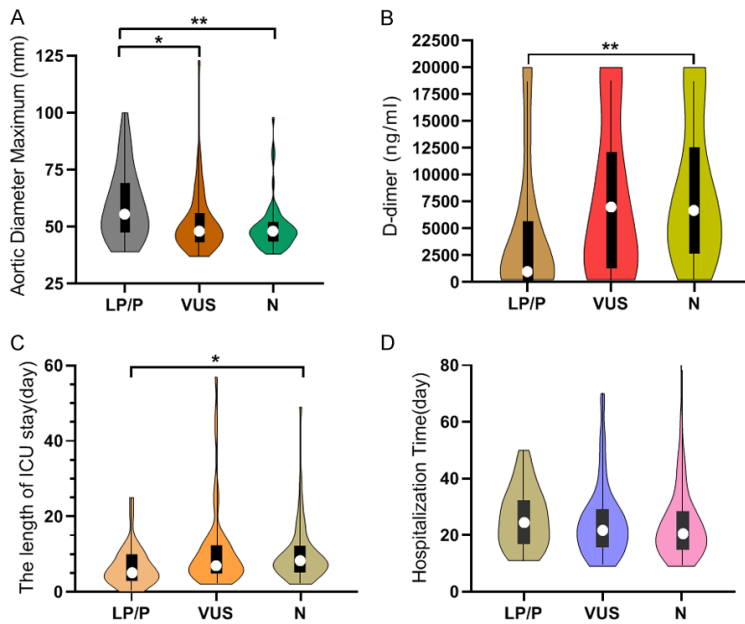 A
Aortic Diameter Maximum (mm)
125
100
75
50
25
*
**
LP/P VUS N
B
D-dimer (ng/ml)
22500
20000
17500
15000
12500
10000
7500
5000
2500
0
**
LP/P VUS N
C
The length of ICU stay(day)
60
40
20
0
*
LP/P VUS N
D
Hospitalization Time(day)
80
60
40
20
0
LP/P VUS N